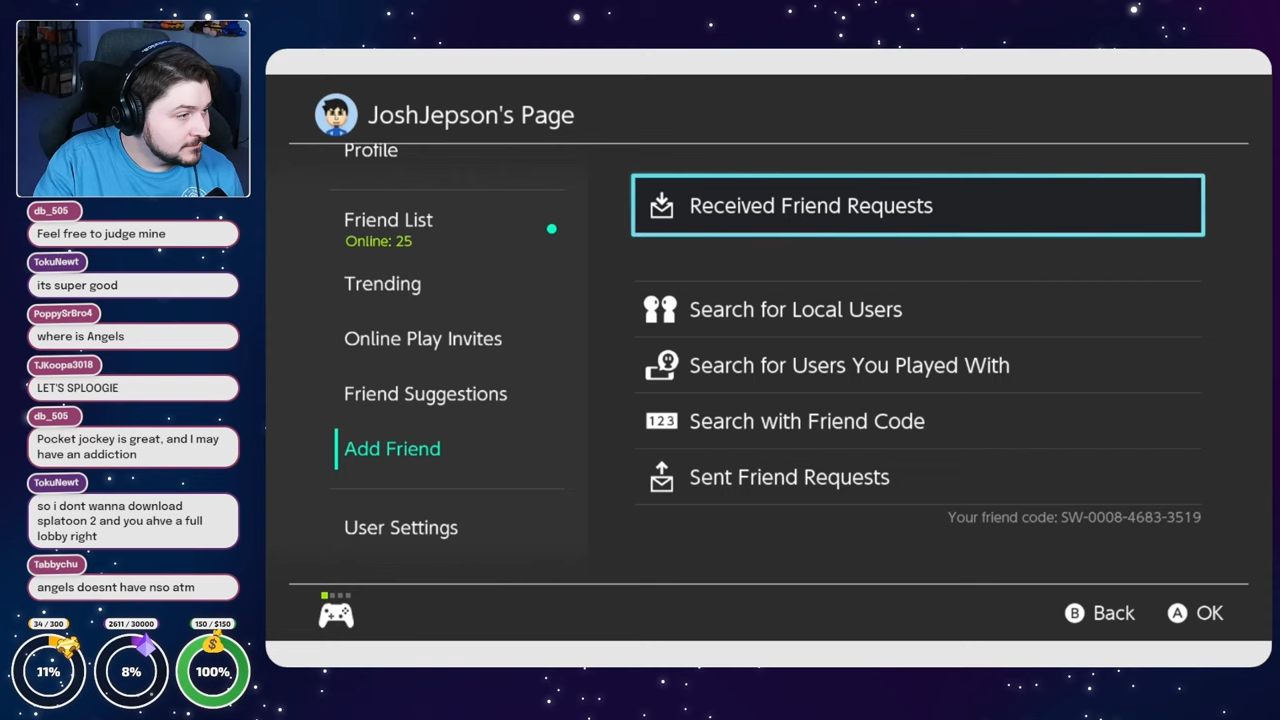 db_505
Feel free to judge mine
TokuNewt
its super good
PoppySrBro4
where is Angels
TJKoopa3018
LET'S SPLOOGIE
db_505
Pocket jockey is great, and I may
have an addiction
TokuNewt
so i dont wanna download
splatoon 2 and you ahve a full
lobby right
Tabbychu
angels doesnt have nso atm
34 / 300
2611 / 30000
150 / $150
11%
8%
100%
JoshJepson's Page
Profile
Friend List
Online: 25
Trending
Online Play Invites
Friend Suggestions
Add Friend
User Settings
Received Friend Requests
Search for Local Users
Search for Users You Played With
123 Search with Friend Code
Sent Friend Requests
Your friend code: SW-0008-4683-3519
B Back
A OK